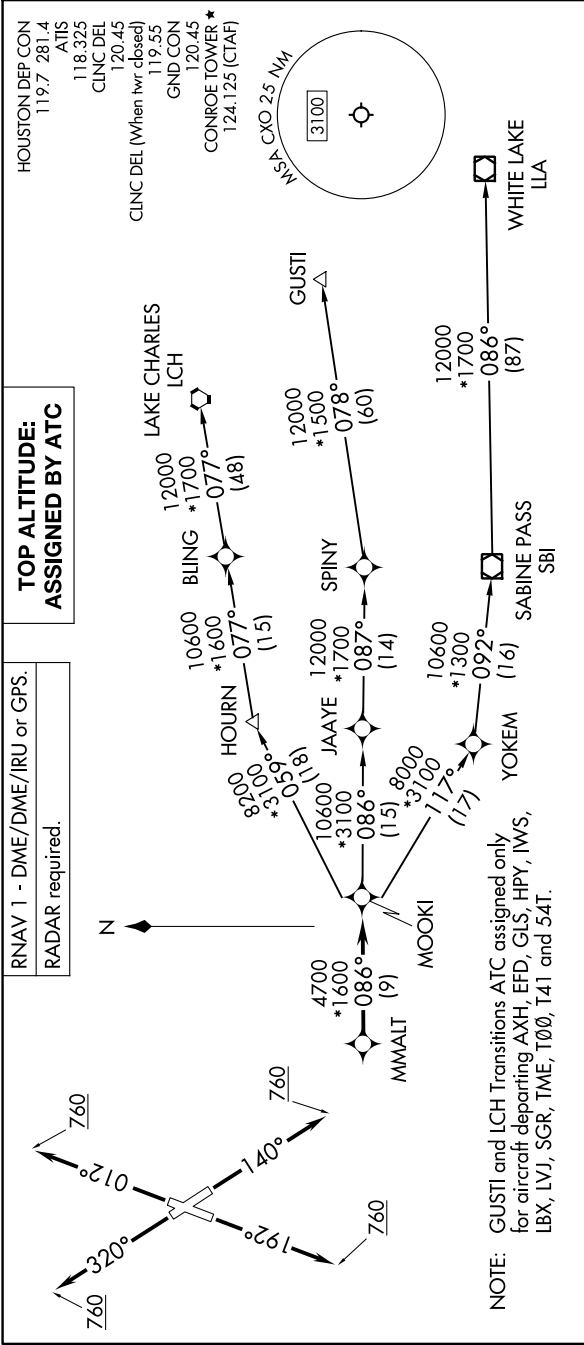 RNAV 1 - DME/DME/IRU or GPS.
RADAR required.
TOP ALTITUDE:
ASSIGNED BY ATC
HOUSTON DEP CON
119.7 281.4
ATIS
118.325
CLNC DEL
120.45
CLNC DEL (When twr closed)
119.55
GND CON
120.45
CONROE TOWER ★
124.125 (CTAF)
MSA CXO 25 NM
3100
N
760
760
760
760
012°
140°
192°
320°
MMALT
4700
*1600
086°
(9)
MOOKI
8200
*3100
059°
(18)
HOURN
10600
*1600
077°
(15)
BLING
12000
*1700
077°
(48)
LAKE CHARLES
LCH
10600
*3100
086°
(15)
JAAYE
12000
*1700
087°
(14)
SPINY
12000
*1500
078°
(60)
GUSTI
8000
*3100
117°
(17)
YOKEM
10600
*1300
092°
(16)
SABINE PASS
SBI
12000
*1700
086°
(87)
WHITE LAKE
LLA
NOTE: GUSTI and LCH Transitions ATC assigned only
for aircraft departing AXH, EFD, GLS, HPY, IWS,
LBX, LVJ, SGR, TME, TØØ, T41 and 54T.